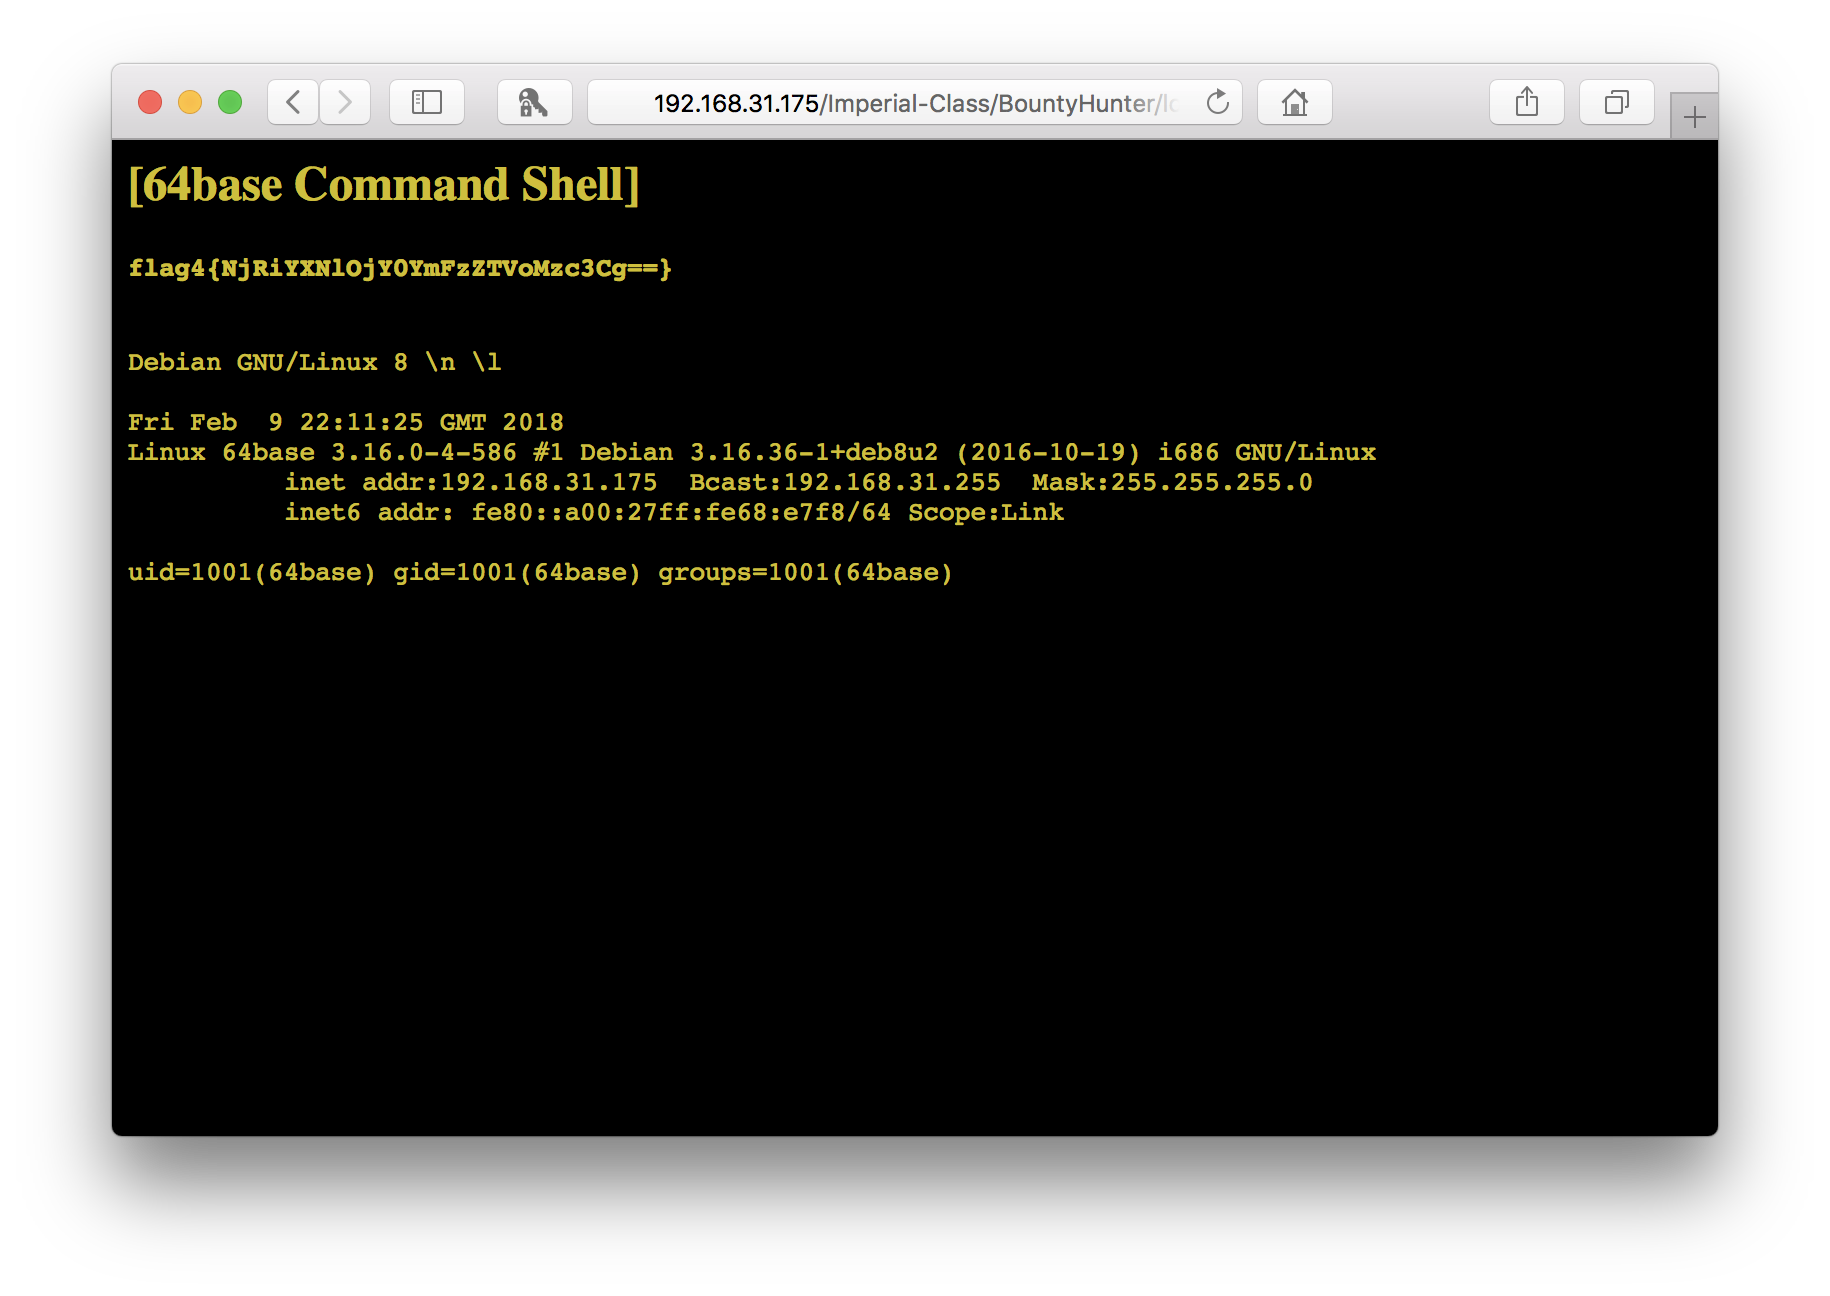 192.168.31.175/Imperial-Class/BountyHunter/
[64base Command Shell]
flag4{NjRiYXNlOjY0YmFzZTVoMzc3Cg==}
Debian GNU/Linux 8 \n \l
Fri Feb  9 22:11:25 GMT 2018
Linux 64base 3.16.0-4-586 #1 Debian 3.16.36-1+deb8u2 (2016-10-19) i686 GNU/Linux
inet addr:192.168.31.175  Bcast:192.168.31.255  Mask:255.255.255.0
inet6 addr: fe80::a00:27ff:fe68:e7f8/64 Scope:Link
uid=1001(64base) gid=1001(64base) groups=1001(64base)